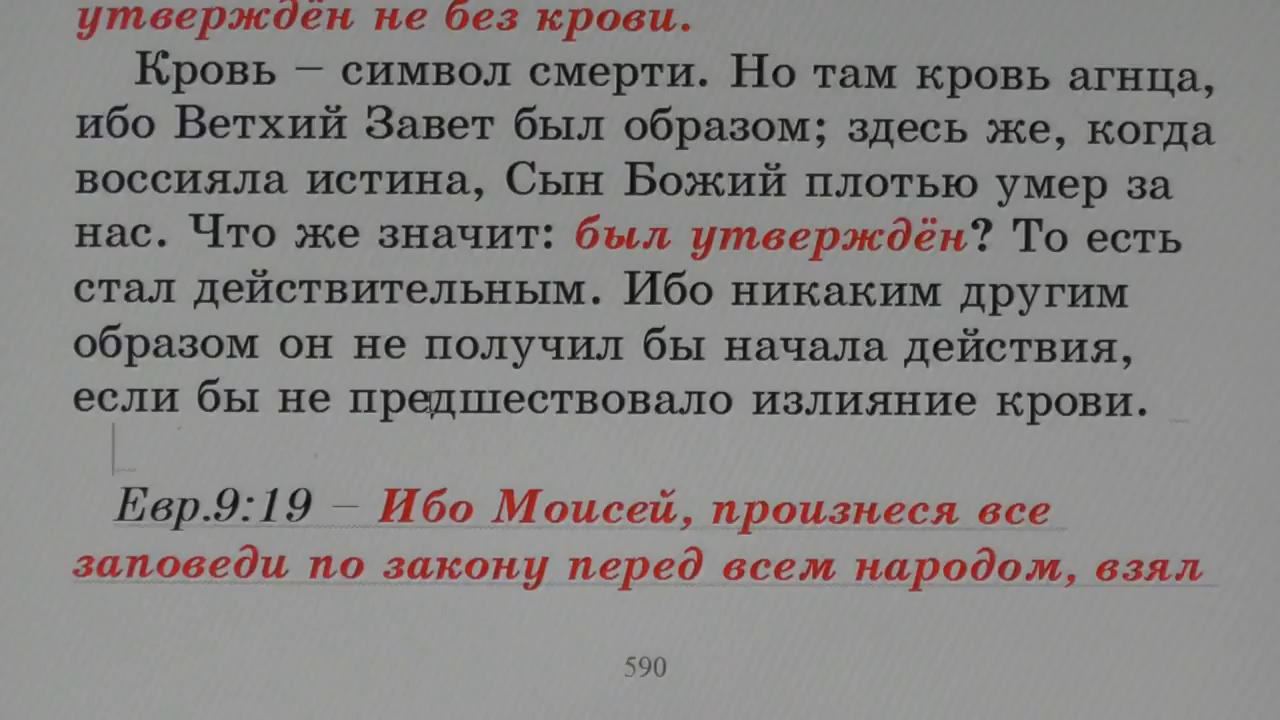 утверждён не без крови.
Кровь – символ смерти. Но там кровь агнца,
ибо Ветхий Завет был образом; здесь же, когда
воссияла истина, Сын Божий плотью умер за
нас. Что же значит: был утверждён? То есть
стал действительным. Ибо никаким другим
образом он не получил бы начала действия,
если бы не предшествовало излияние крови.
Евр.9:19 – Ибо Моисей, произнеся все
заповеди по закону перед всем народом, взял
590